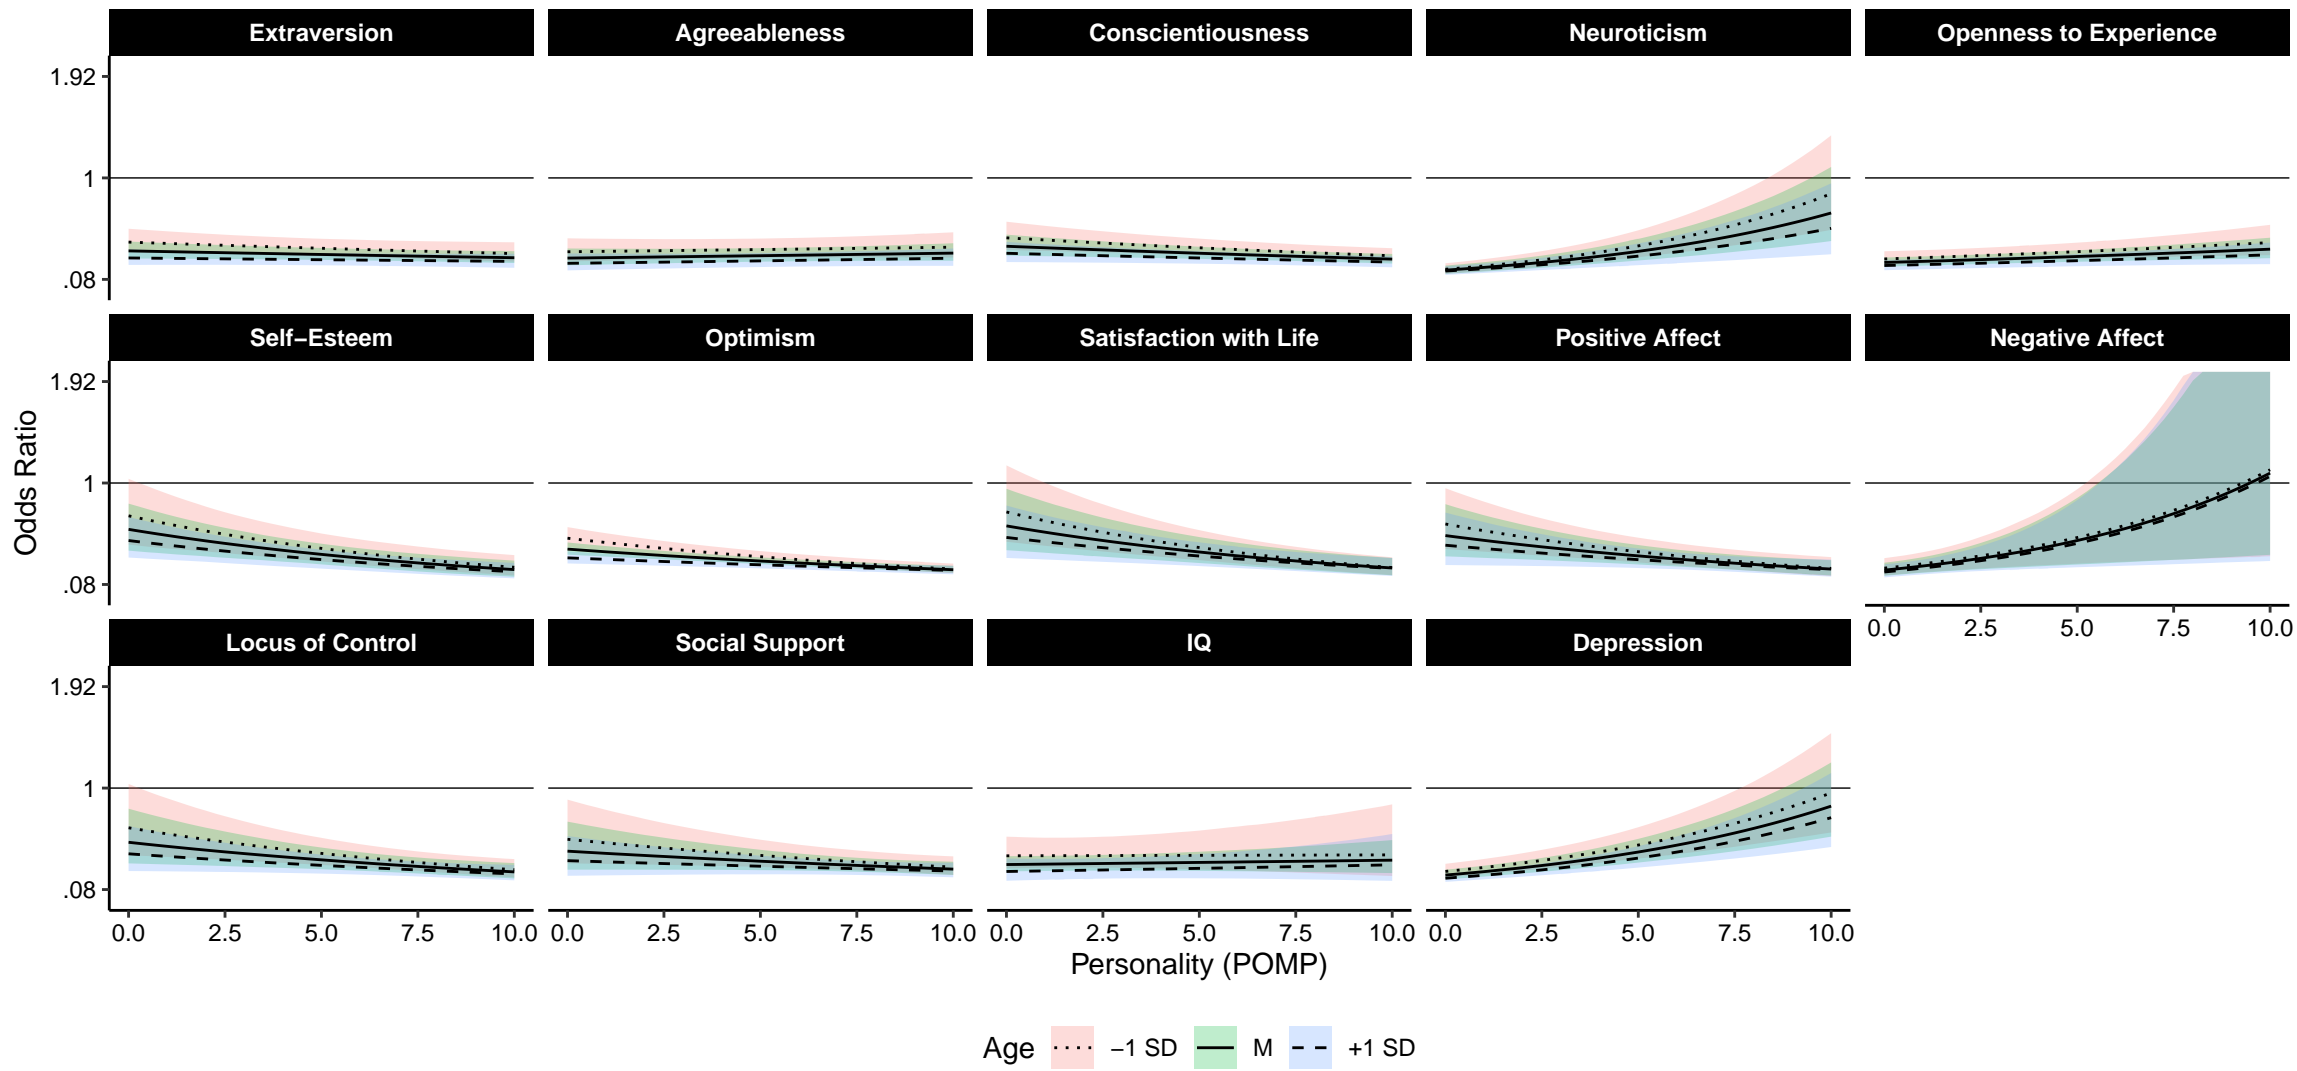 Extraversion Agreeableness Conscientiousness Neuroticism Openness to Experience
1.92
1
.08
Self−Esteem Optimism Satisfaction with Life Positive Affect Negative Affect
1.92
1
.08
0.0 2.5 5.0 7.5 10.0
Locus of Control Social Support IQ Depression
1.92
1
.08
0.0 2.5 5.0 7.5 10.0 0.0 2.5 5.0 7.5 10.0 0.0 2.5 5.0 7.5 10.0 0.0 2.5 5.0 7.5 10.0
Odds Ratio
Personality (POMP)
Age −1 SD M +1 SD